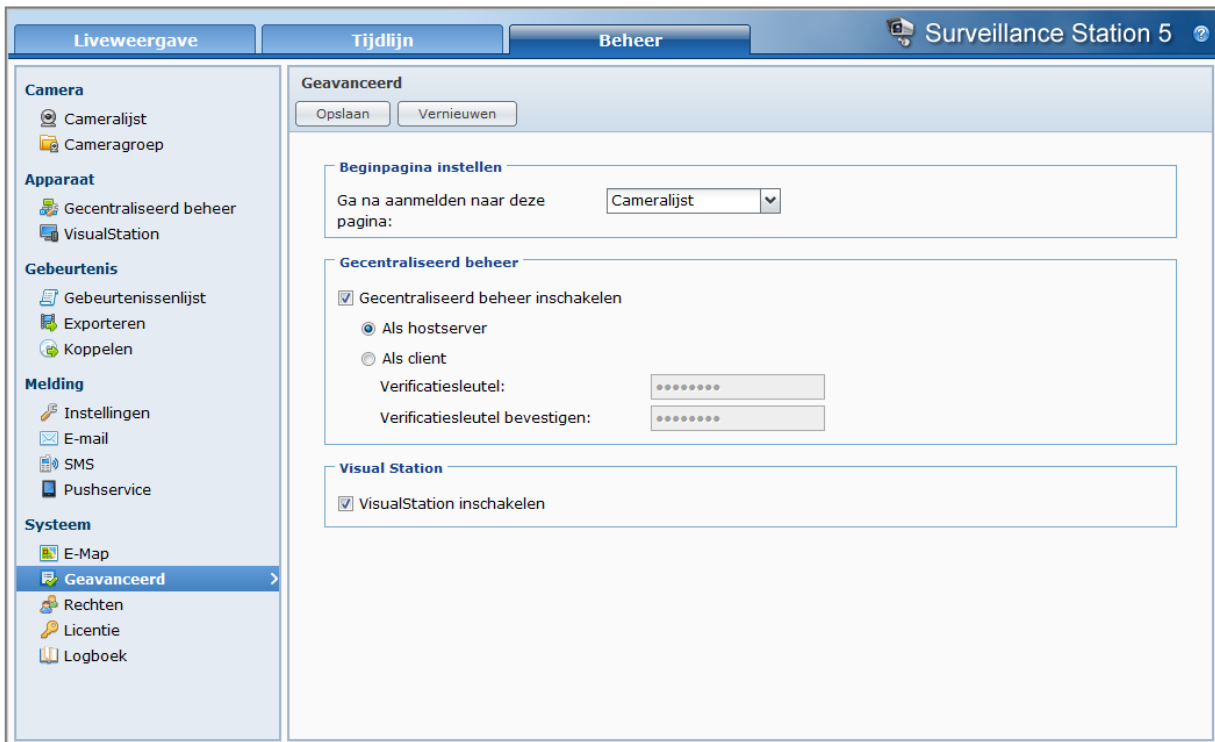 Liveweergave
Tijdlijn
Beheer
Surveillance Station 5
?
Camera
Cameralijst
Cameragroep
Apparaat
Gecentraliseerd beheer
VisualStation
Gebeurtenis
Gebeurtenissenlijst
Exporteren
Koppelen
Melding
Instellingen
E-mail
SMS
Pushservice
Systeem
E-Map
Geavanceerd
Rechten
Licentie
Logboek
Geavanceerd
Opslaan
Vernieuwen
Beginpagina instellen
Ga na aanmelden naar deze
pagina:
Cameralijst
Gecentraliseerd beheer
Gecentraliseerd beheer inschakelen
Als hostserver
Als client
Verificatiesleutel:
••••••••
Verificatiesleutel bevestigen:
••••••••
Visual Station
VisualStation inschakelen